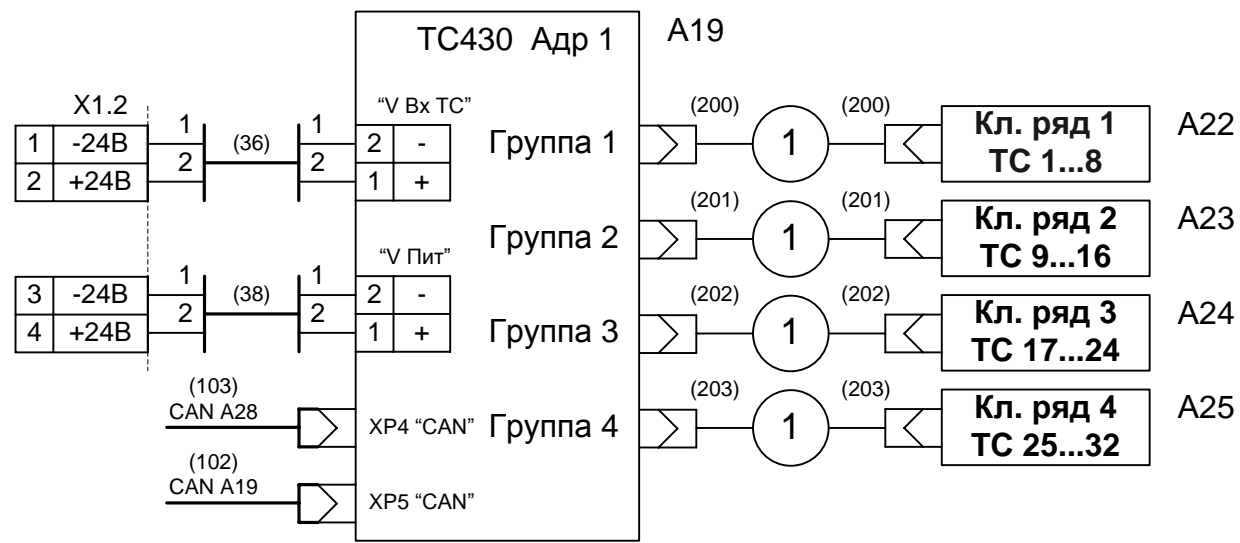 ТС430 Адр 1
А19
X1.2
1 -24В
2 +24В
1
2
(36)
1
2
“V Вх ТС”
2 -
1 +
Группа 1
(200)
1
(200)
Кл. ряд 1
ТС 1...8
А22
Группа 2
(201)
1
(201)
Кл. ряд 2
ТС 9...16
А23
3 -24В
4 +24В
1
2
(38)
1
2
“V Пит”
2 -
1 +
Группа 3
(202)
1
(202)
Кл. ряд 3
ТС 17...24
А24
(103)
CAN A28
XP4 “CAN”
Группа 4
(203)
1
(203)
Кл. ряд 4
ТС 25...32
А25
(102)
CAN A19
XP5 “CAN”